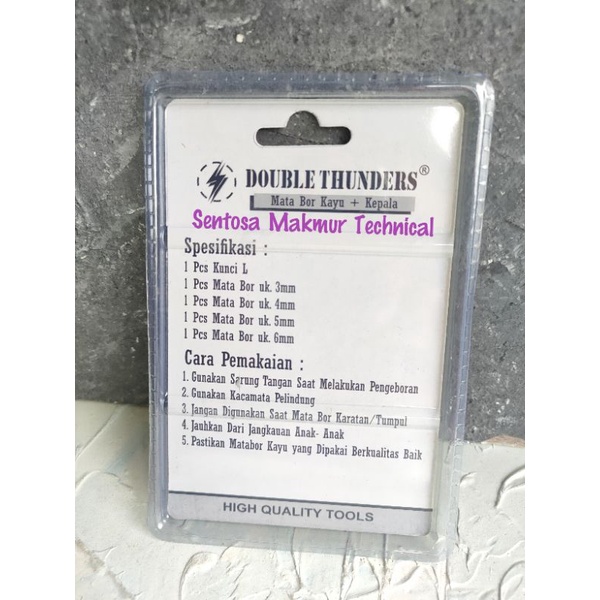 DOUBLE THUNDERS®
Mata Bor Kayu + Kepala
Sentosa Makmur Technical
Spesifikasi :
1 Pcs Kunci L
1 Pcs Mata Bor uk. 3mm
1 Pcs Mata Bor uk. 4mm
1 Pcs Mata Bor uk. 5mm
1 Pcs Mata Bor uk. 6mm
Cara Pemakaian :
1. Gunakan Sarung Tangan Saat Melakukan Pengeboran
2. Gunakan Kacamata Pelindung
3. Jangan Digunakan Saat Mata Bor Karatan/Tumpul
4. Jauhkan Dari Jangkauan Anak- Anak
5. Pastikan Matabor Kayu yang Dipakai Berkualitas Baik
HIGH QUALITY TOOLS